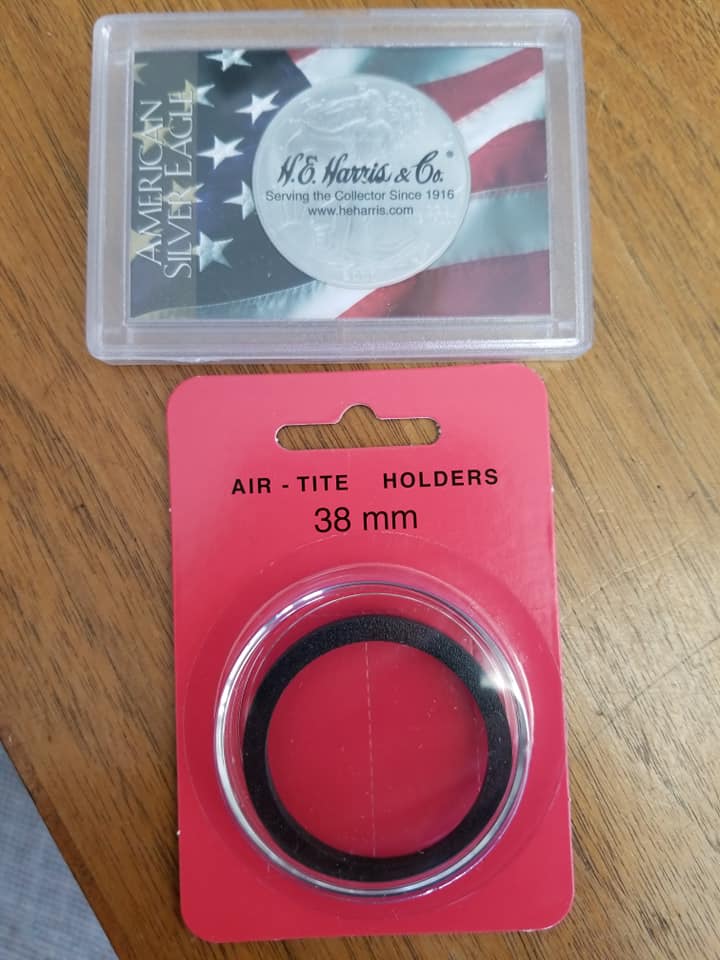 AMERICAN
SILVER EAGLE
H.E. Harris & Co.®
Serving the Collector Since 1916
www.heharris.com
AIR - TITE HOLDERS
38 mm